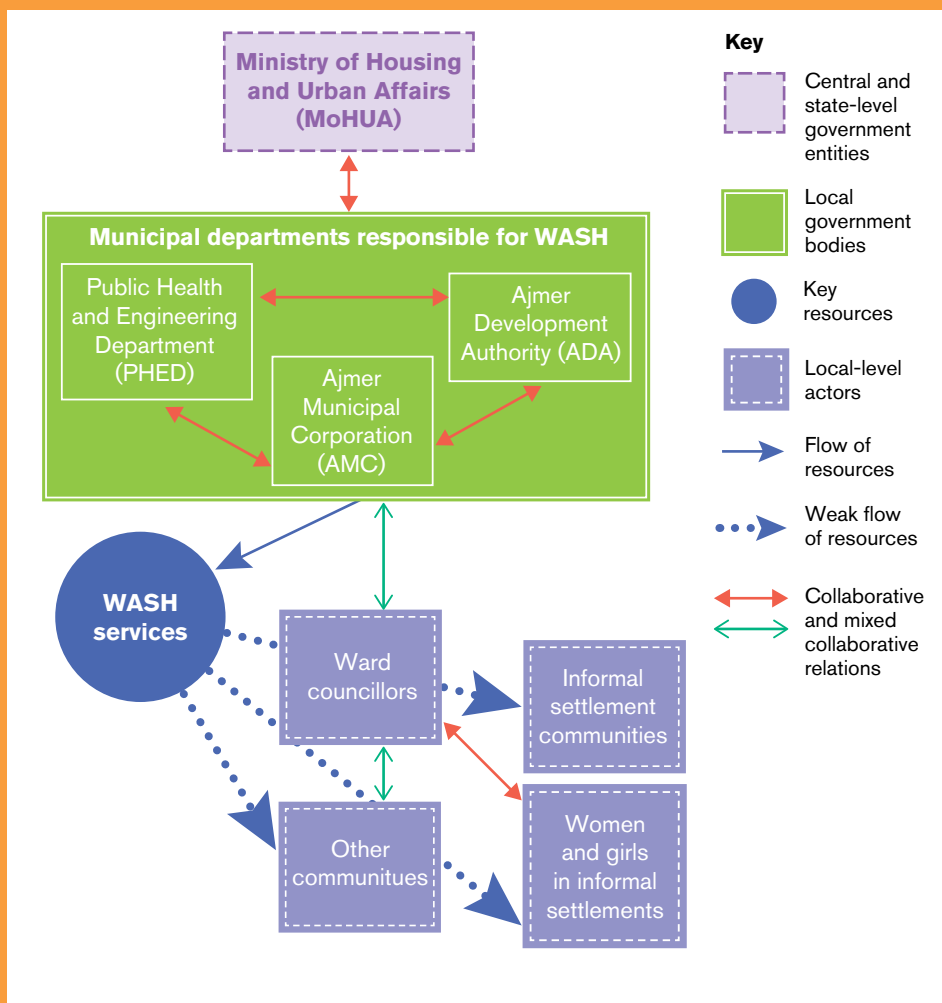 Ministry of Housing
and Urban Affairs
(MoHUA)
Municipal departments responsible for WASH
Public Health
and Engineering
Department
(PHED)
Ajmer
Development
Authority (ADA)
Ajmer
Municipal
Corporation
(AMC)
WASH
services
Ward
councillors
Informal
settlement
communities
Other
communitues
Women
and girls
in informal
settlements
Key
Central and
state-level
government
entities
Local
government
bodies
Key
resources
Local-level
actors
Flow of
resources
Weak flow
of resources
Collaborative
and mixed
collaborative
relations